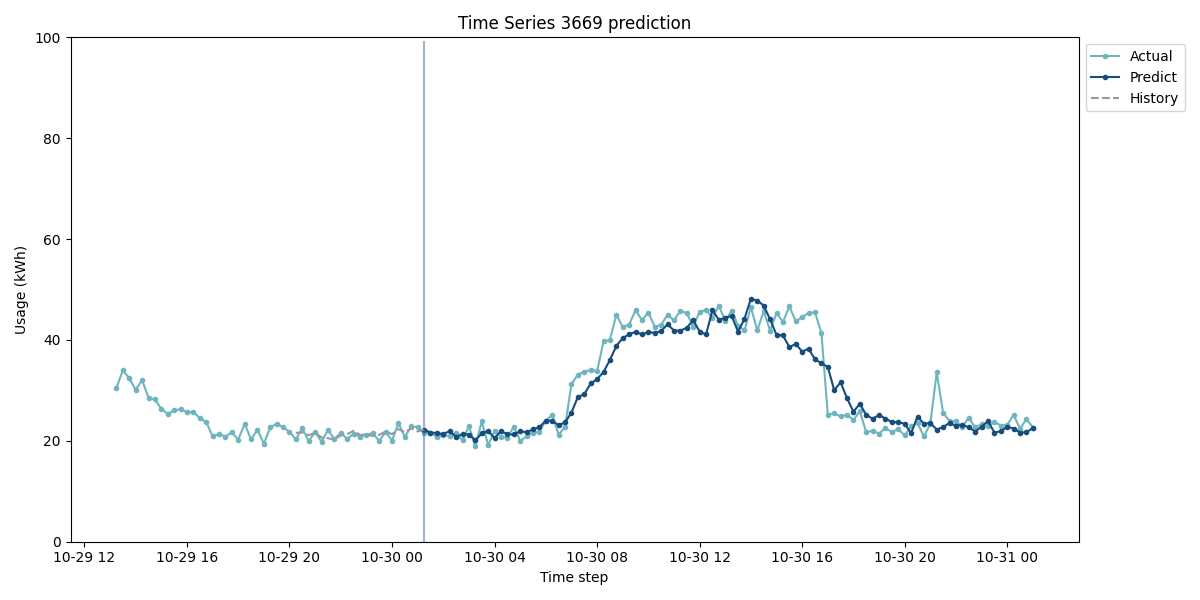 Time Series 3669 prediction
100
80
60
40
20
0
Usage (kWh)
10-29 12
10-29 16
10-29 20
10-30 00
10-30 04
10-30 08
10-30 12
10-30 16
10-30 20
10-31 00
Time step
Actual
Predict
History